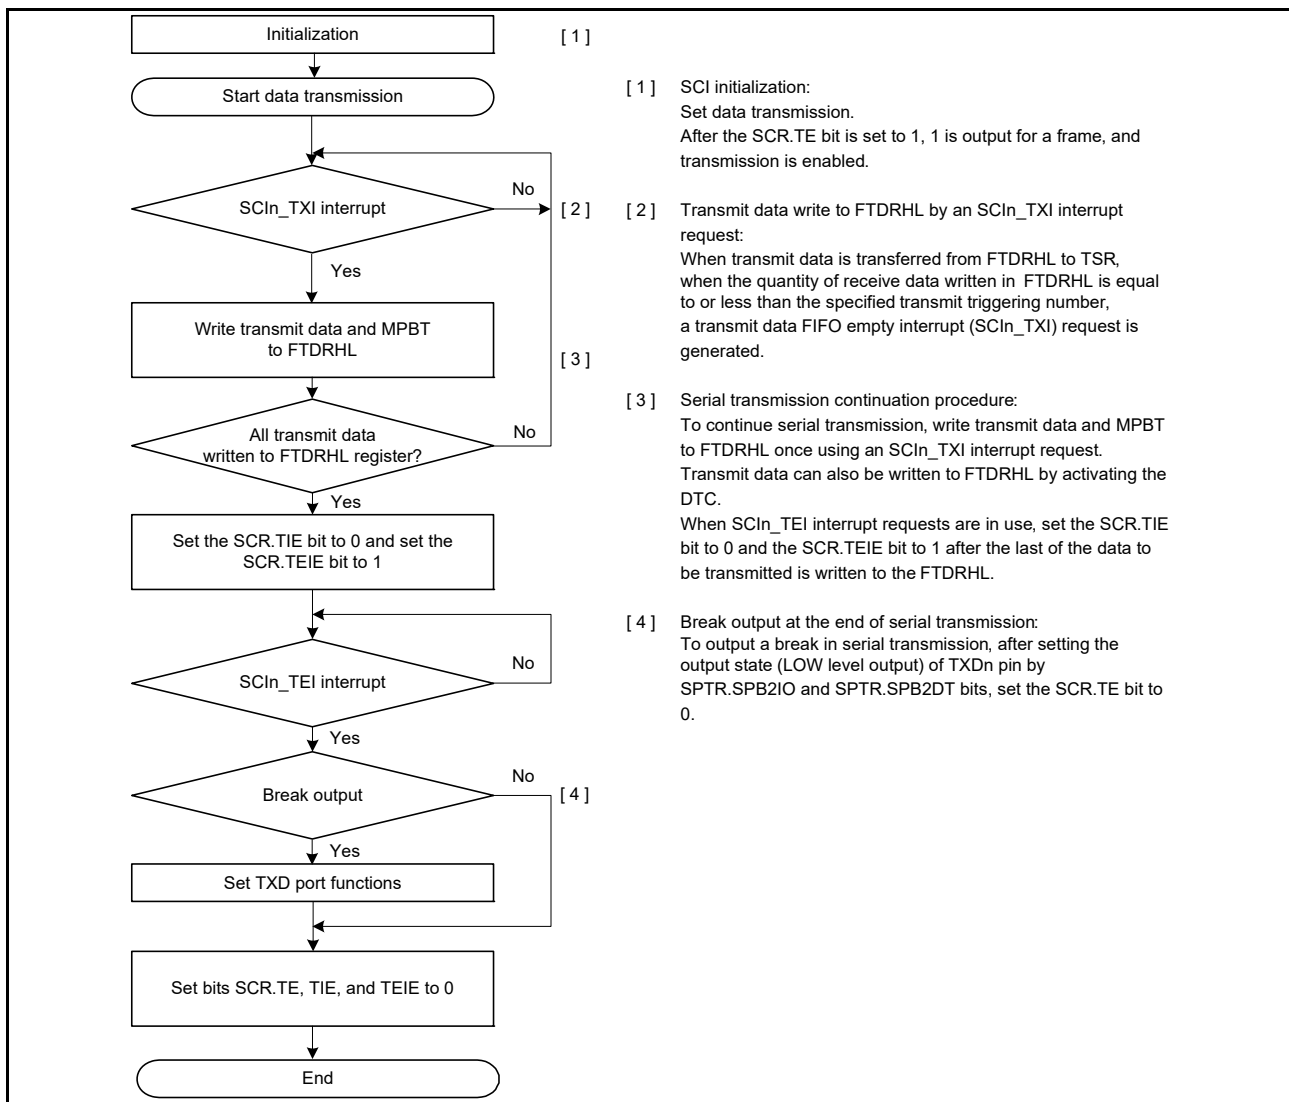 Initialization
[ 1 ]
Start data transmission
SCIn_TXI interrupt
No
[ 2 ]
Yes
Write transmit data and MPBT
to FTDRHL
[ 3 ]
All transmit data
written to FTDRHL register?
No
Yes
Set the SCR.TIE bit to 0 and set the
SCR.TEIE bit to 1
SCIn_TEI interrupt
No
Yes
Break output
No
[ 4 ]
Yes
Set TXD port functions
Set bits SCR.TE, TIE, and TEIE to 0
End
[ 1 ] SCI initialization:
Set data transmission.
After the SCR.TE bit is set to 1, 1 is output for a frame, and
transmission is enabled.
[ 2 ] Transmit data write to FTDRHL by an SCIn_TXI interrupt
request:
When transmit data is transferred from FTDRHL to TSR,
when the quantity of receive data written in FTDRHL is equal
to or less than the specified transmit triggering number,
a transmit data FIFO empty interrupt (SCIn_TXI) request is
generated.
[ 3 ] Serial transmission continuation procedure:
To continue serial transmission, write transmit data and MPBT
to FTDRHL once using an SCIn_TXI interrupt request.
Transmit data can also be written to FTDRHL by activating the
DTC.
When SCIn_TEI interrupt requests are in use, set the SCR.TIE
bit to 0 and the SCR.TEIE bit to 1 after the last of the data to
be transmitted is written to the FTDRHL.
[ 4 ] Break output at the end of serial transmission:
To output a break in serial transmission, after setting the
output state (LOW level output) of TXDn pin by
SPTR.SPB2IO and SPTR.SPB2DT bits, set the SCR.TE bit to
0.